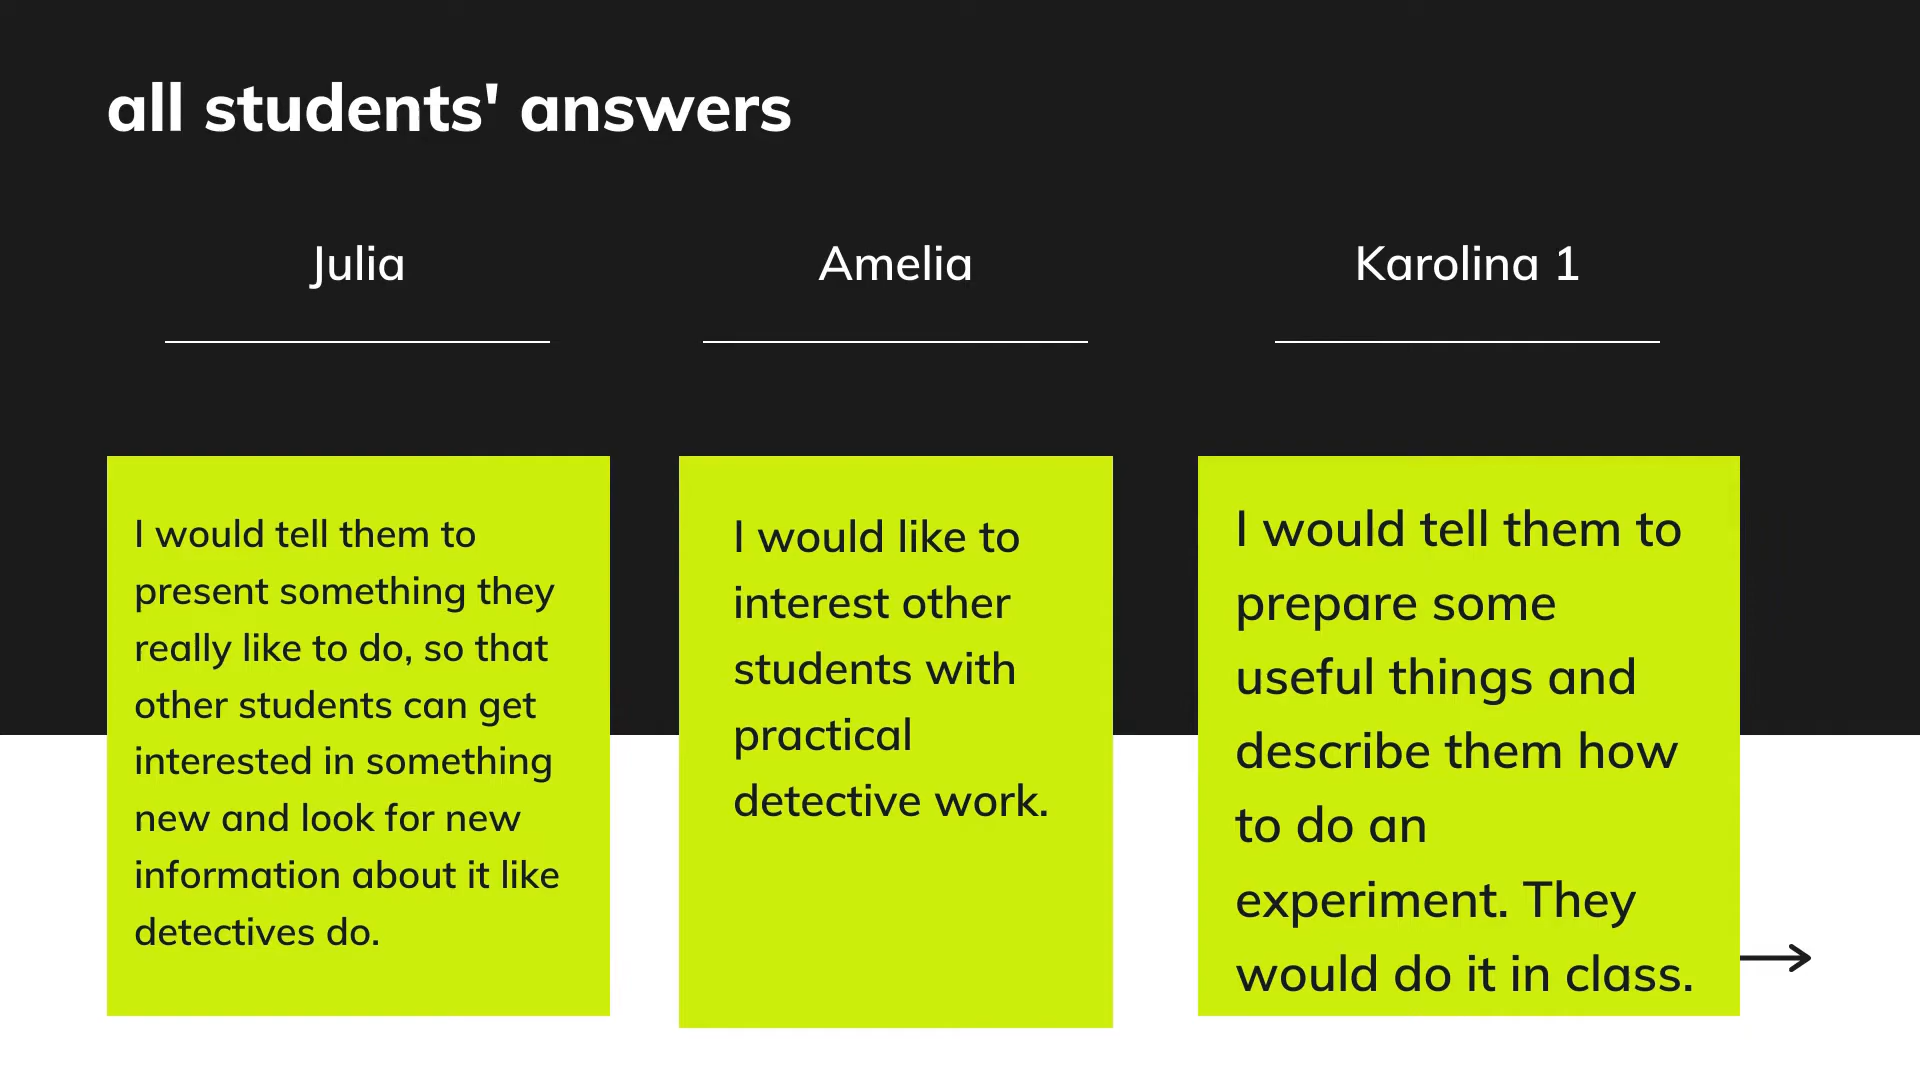 all students' answers
Julia
Amelia
Karolina 1
I would tell them to
present something they
really like to do, so that
other students can get
interested in something
new and look for new
information about it like
detectives do.
I would like to
interest other
students with
practical
detective work.
I would tell them to
prepare some
useful things and
describe them how
to do an
experiment. They
would do it in class.